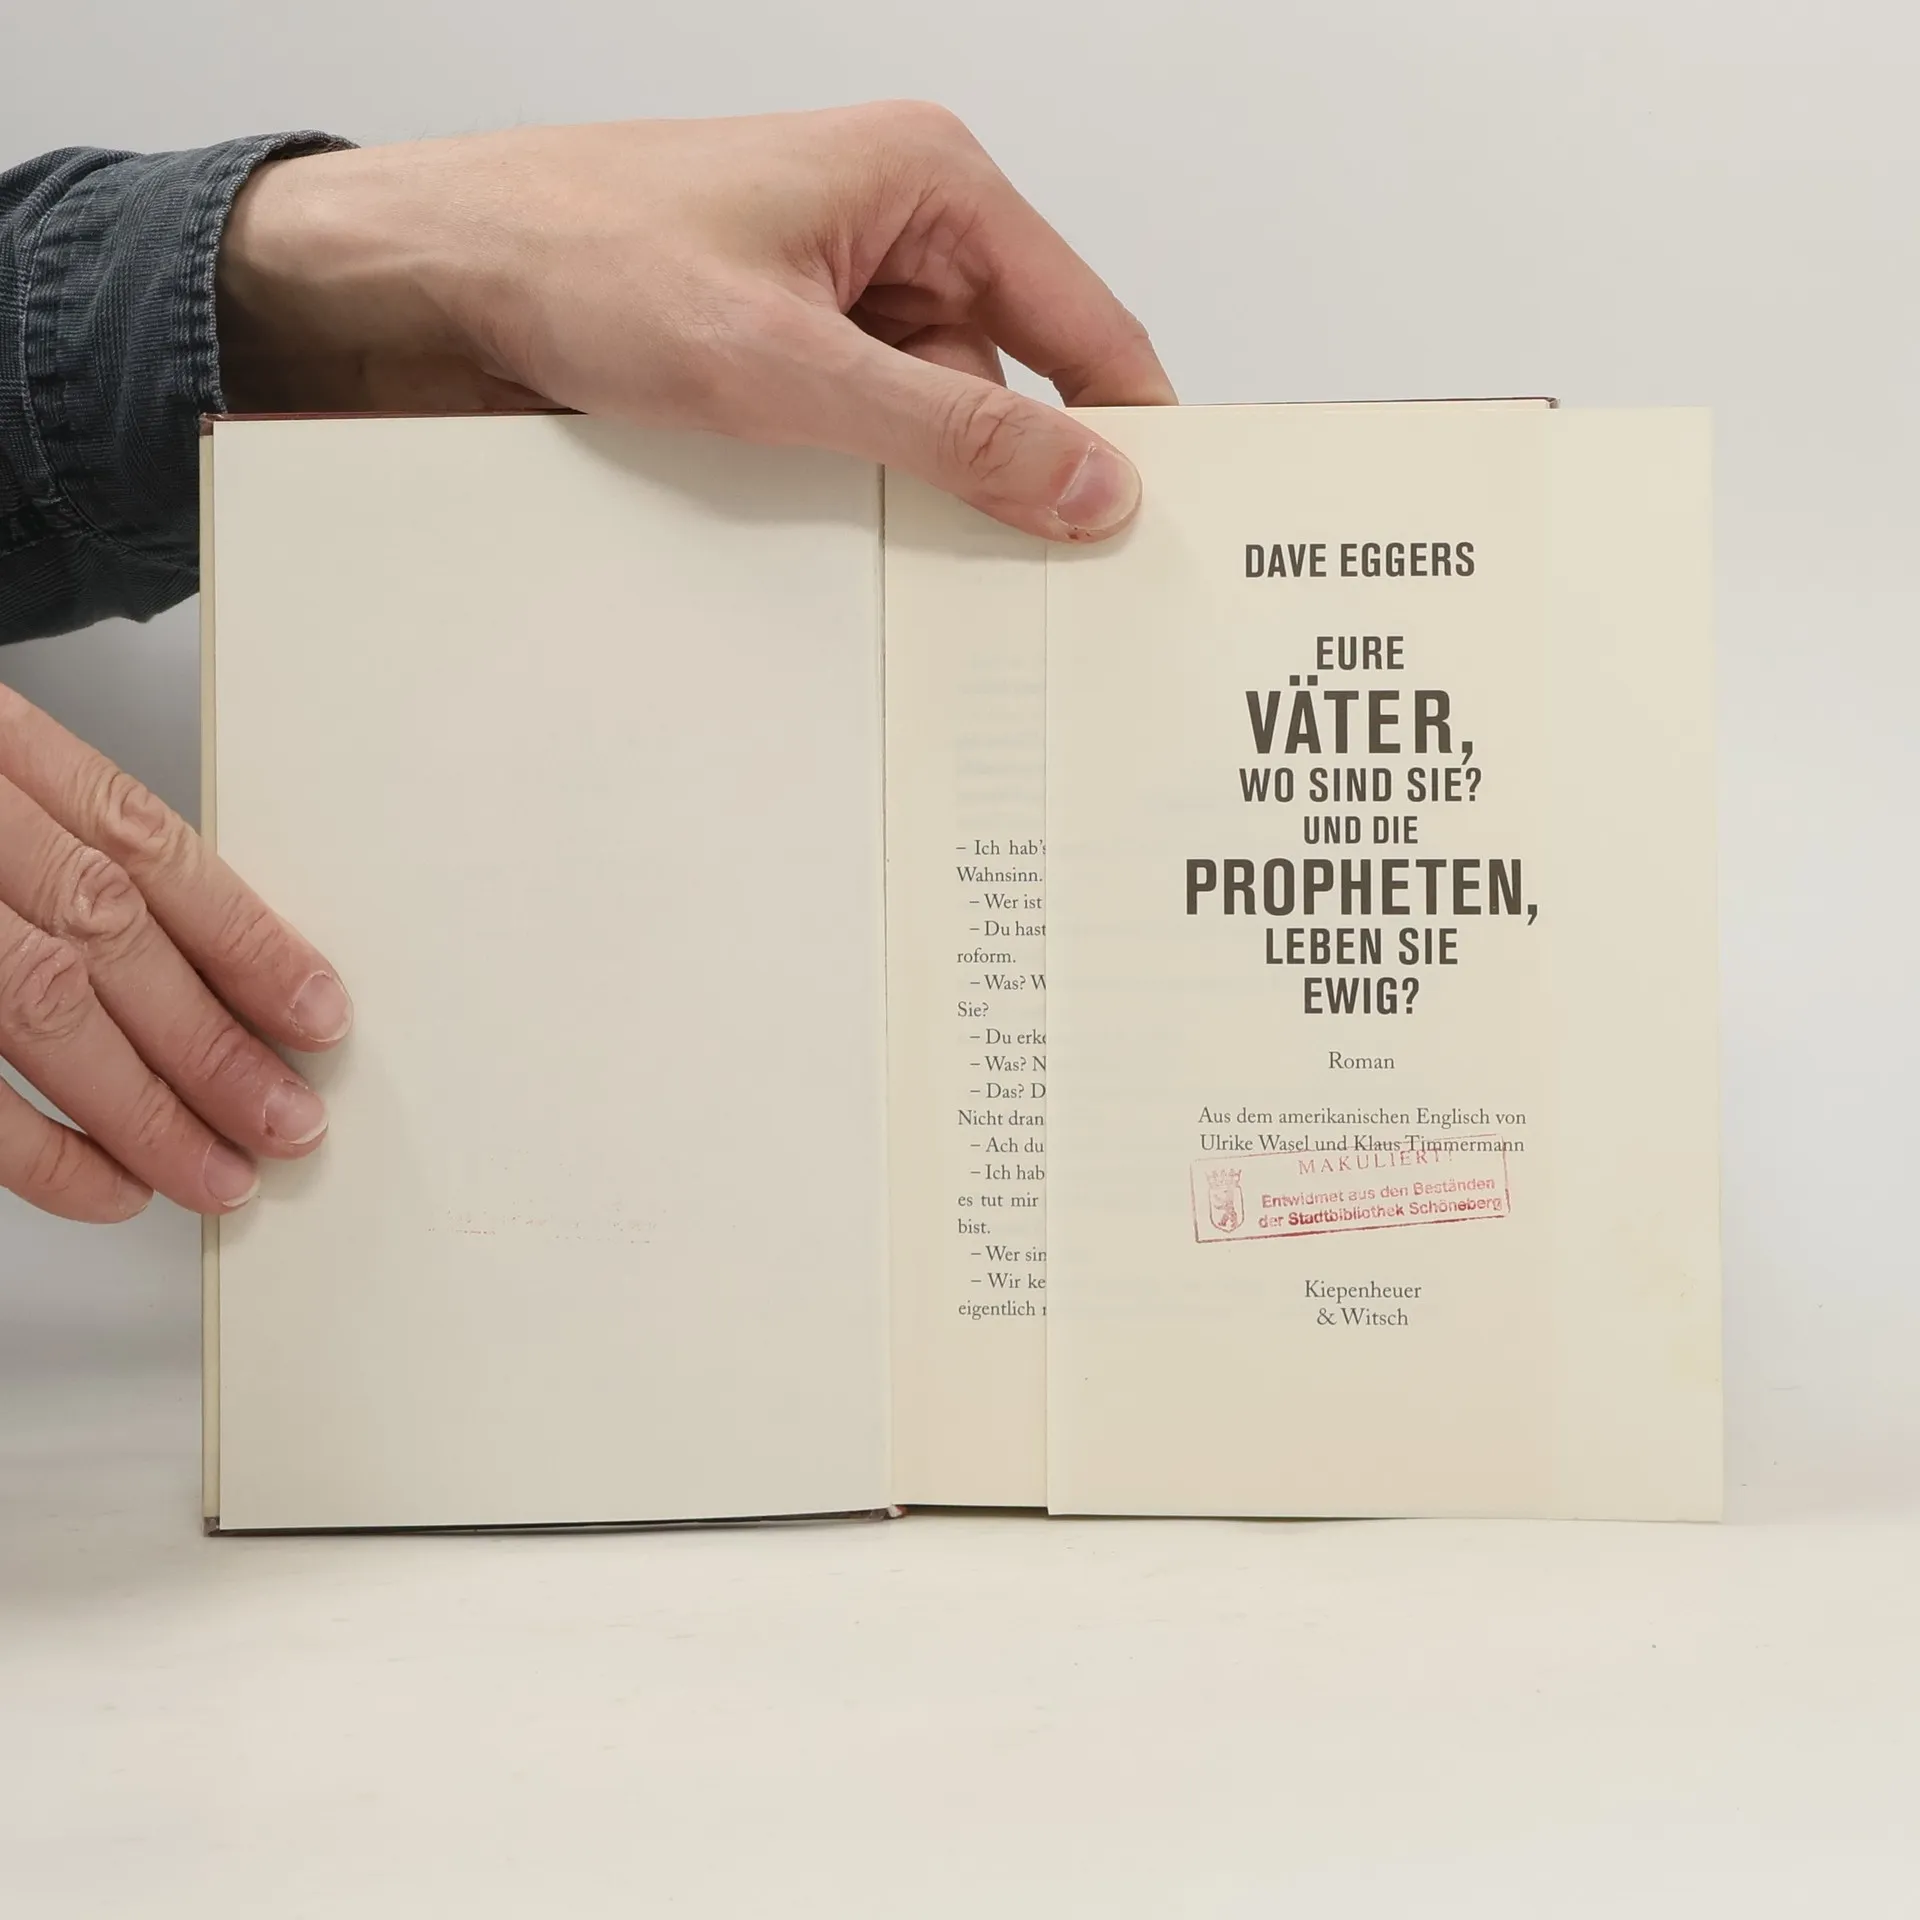 – Ich hab's
Wahnsinn.
– Wer ist
– Du hast
roform.
– Was? W
Sie?
– Du erke
– Was? N
– Das? D
Nicht dran
– Ach du
– Ich hab
es tut mir
bist.
– Wer sin
– Wir ke
eigentlich
DAVE EGGERS
EURE
VÄTER,
WO SIND SIE?
UND DIE
PROPHETEN,
LEBEN SIE
EWIG?
Roman
Aus dem amerikanischen Englisch von
Ulrike Wasel und Klaus Timmermann
MAKULIERT!
Entwidmet aus den Beständen
der Stadtbibliothek Schöneberg
Kiepenheuer
& Witsch